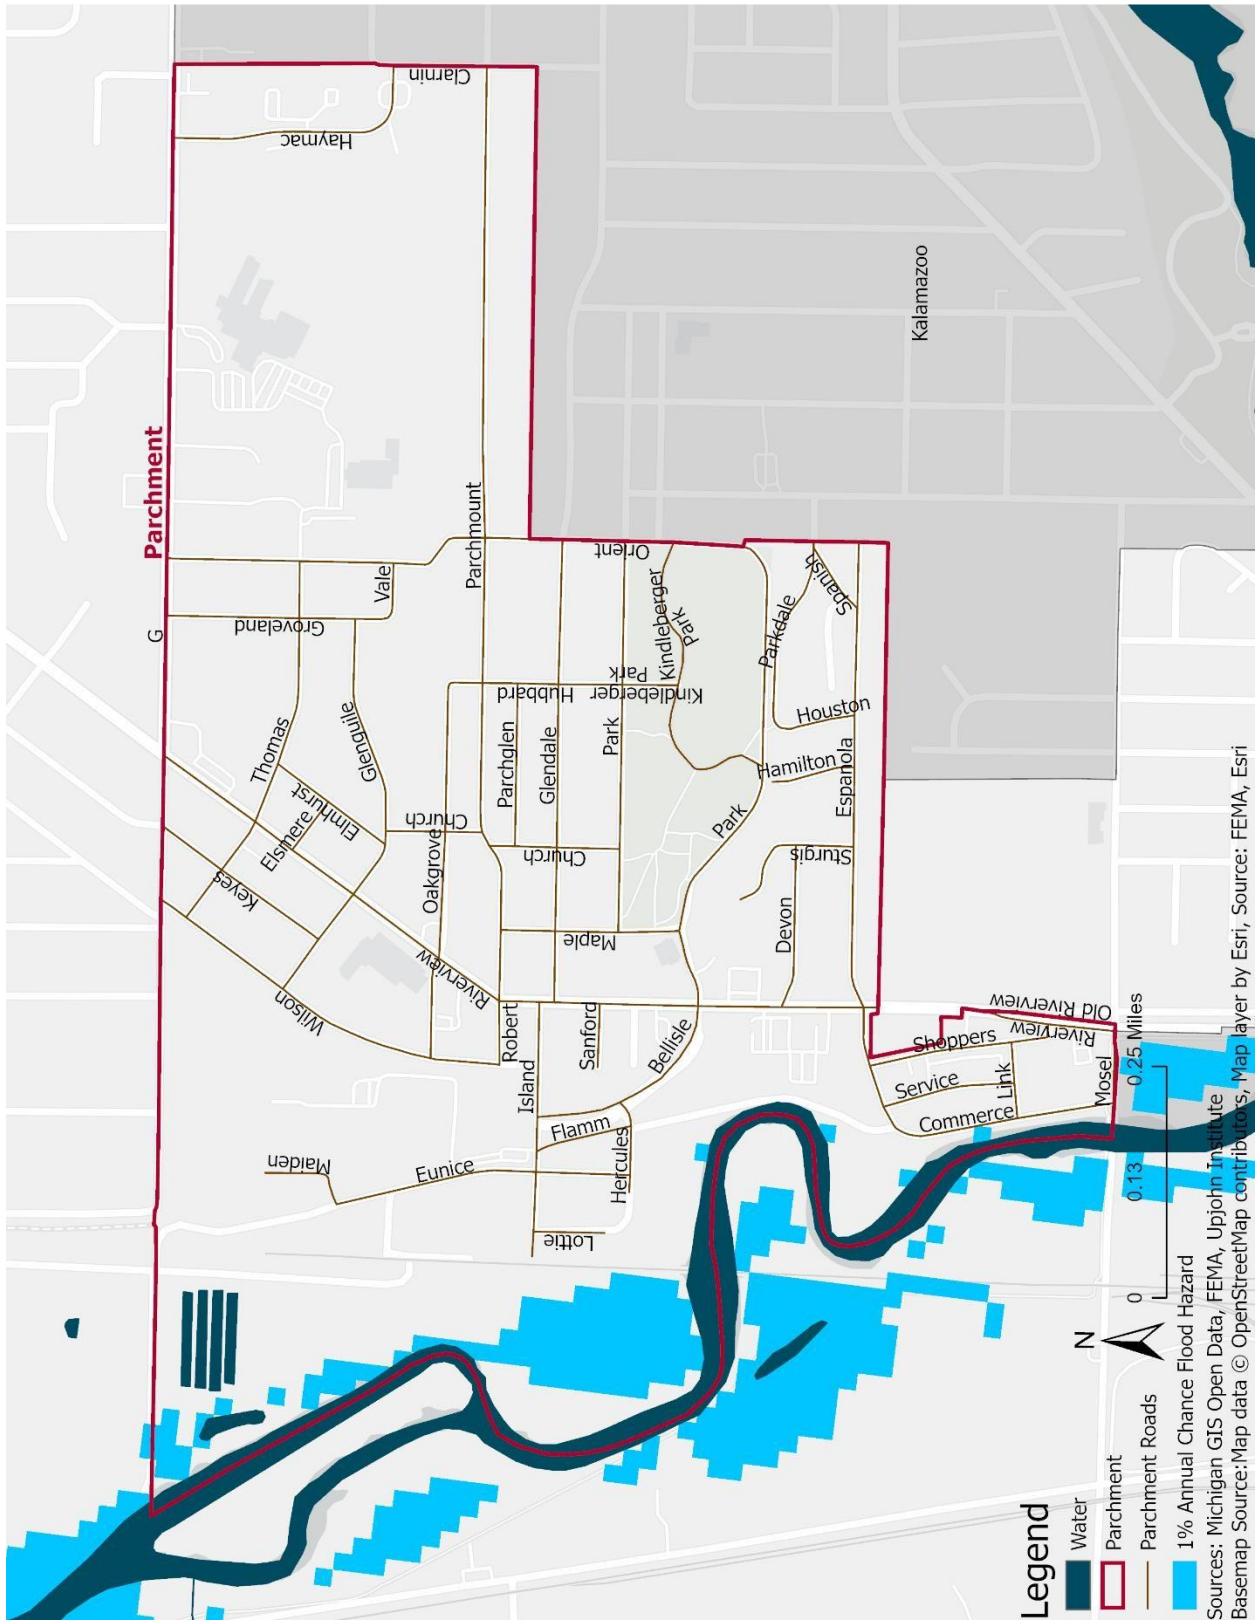 Parchment
G
Haymac
Clarnin
Kalamazoo
Vale
Groveland
Parchmount
Orient
Thomas
Glenguile
Elmhurst
Elsmere
Keyes
Church
Oakgrove
Hubbard
Parchglen
Glendale
Park
Kindleberger
Park
Kindleberger
Park
Parkdale
Spanish
Houston
Hamilton
Espanola
Park
Church
Sturgis
Devon
Maple
Wilson
Riverview
Robert
Sanford
Bellisle
Island
Flamm
Hercules
Maiden
Eunice
Lottie
Old Riverview
Riverview
Shoppers
Service
Link
Commerce
Mosel
N
0 0.13 0.25 Miles
Legend
Water
Parchment
Parchment Roads
1% Annual Chance Flood Hazard
Sources: Michigan GIS Open Data, FEMA, Upjohn Institute
Basemap Source:Map data © OpenStreetMap contributors, Map layer by Esri, Source: FEMA, Esri